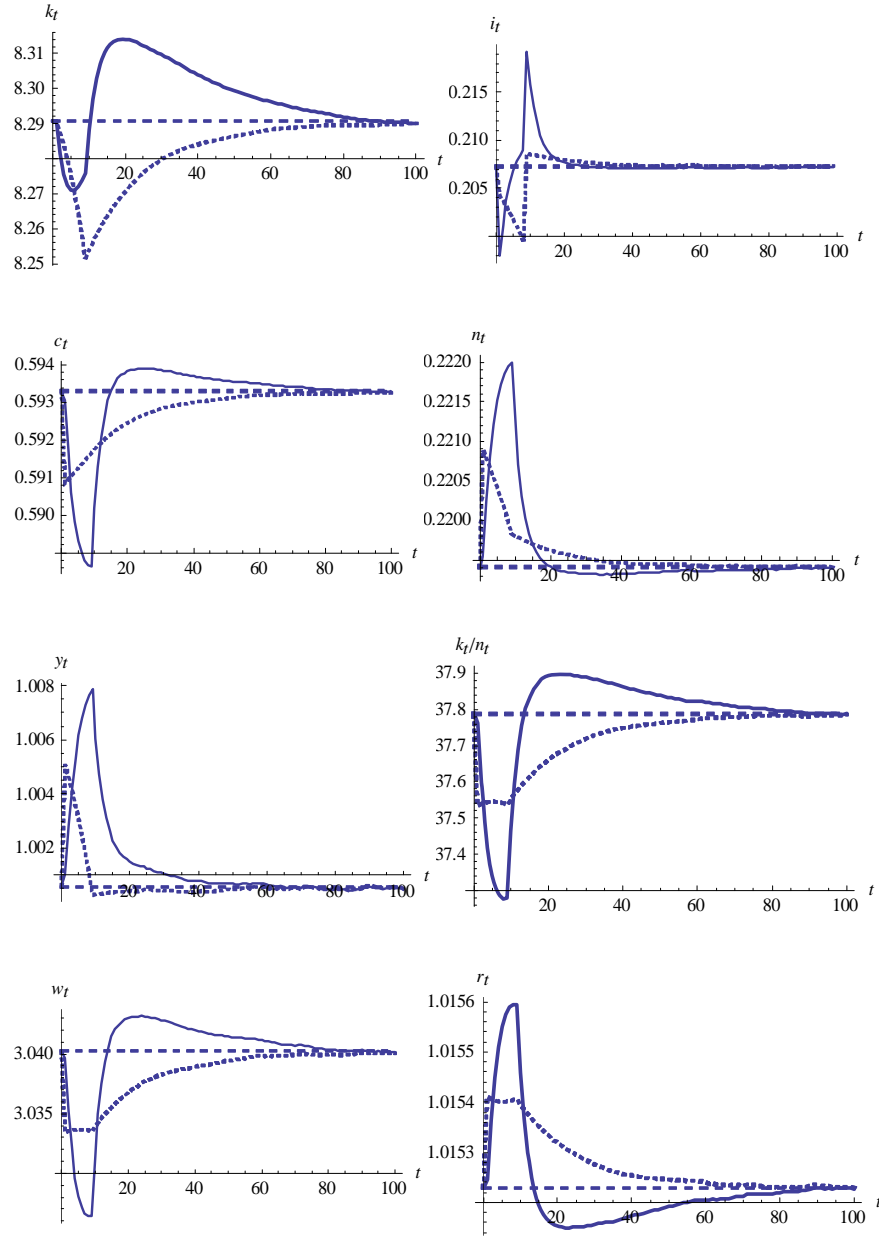 k_t
8.31
8.30
8.29
8.27
8.26
8.25
20 40 60 80 100 t
i_t
0.215
0.210
0.205
20 40 60 80 100 t
c_t
0.594
0.593
0.592
0.591
0.590
20 40 60 80 100 t
n_t
0.2220
0.2215
0.2210
0.2205
0.2200
20 40 60 80 100 t
y_t
1.008
1.006
1.004
1.002
20 40 60 80 100 t
k_t/n_t
37.9
37.8
37.7
37.6
37.5
37.4
20 40 60 80 100 t
w_t
3.040
3.035
20 40 60 80 100 t
r_t
1.0156
1.0155
1.0154
1.0153
20 40 60 80 100 t